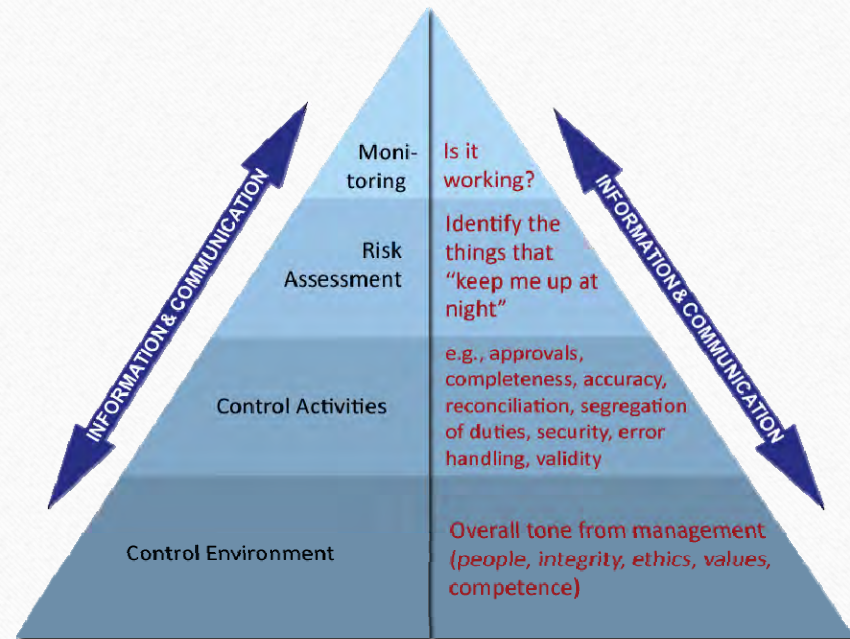 INFORMATION & COMMUNICATION
INFORMATION & COMMUNICATION
Moni-
toring
Is it
working?
Risk
Assessment
Identify the
things that
“keep me up at
night”
Control Activities
e.g., approvals,
completeness, accuracy,
reconciliation, segregation
of duties, security, error
handling, validity
Control Environment
Overall tone from management
(people, integrity, ethics, values,
competence)